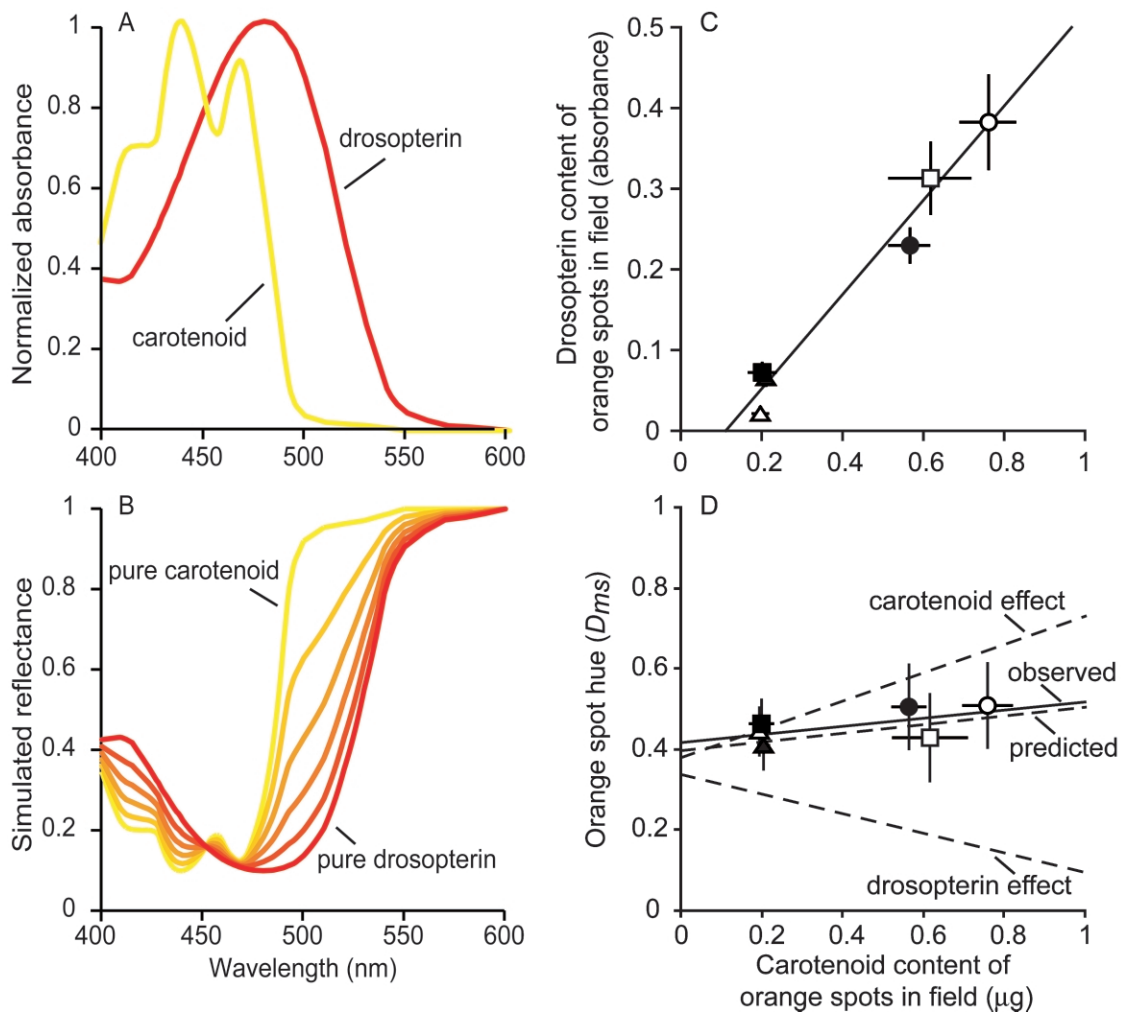 A
1
0.8
0.6
0.4
0.2
0
Normalized absorbance
drosopterin
carotenoid
400
450
500
550
600
B
1
0.8
0.6
0.4
0.2
0
Simulated reflectance
pure carotenoid
pure drosopterin
400
450
500
550
600
Wavelength (nm)
C
0.5
0.4
0.3
0.2
0.1
0
Drosopterin content of
orange spots in field (absorbance)
0
0.2
0.4
0.6
0.8
1
D
1
0.8
0.6
0.4
0.2
0
Orange spot hue (Dms)
carotenoid effect
observed
predicted
drosopterin effect
0
0.2
0.4
0.6
0.8
1
Carotenoid content of
orange spots in field (μg)